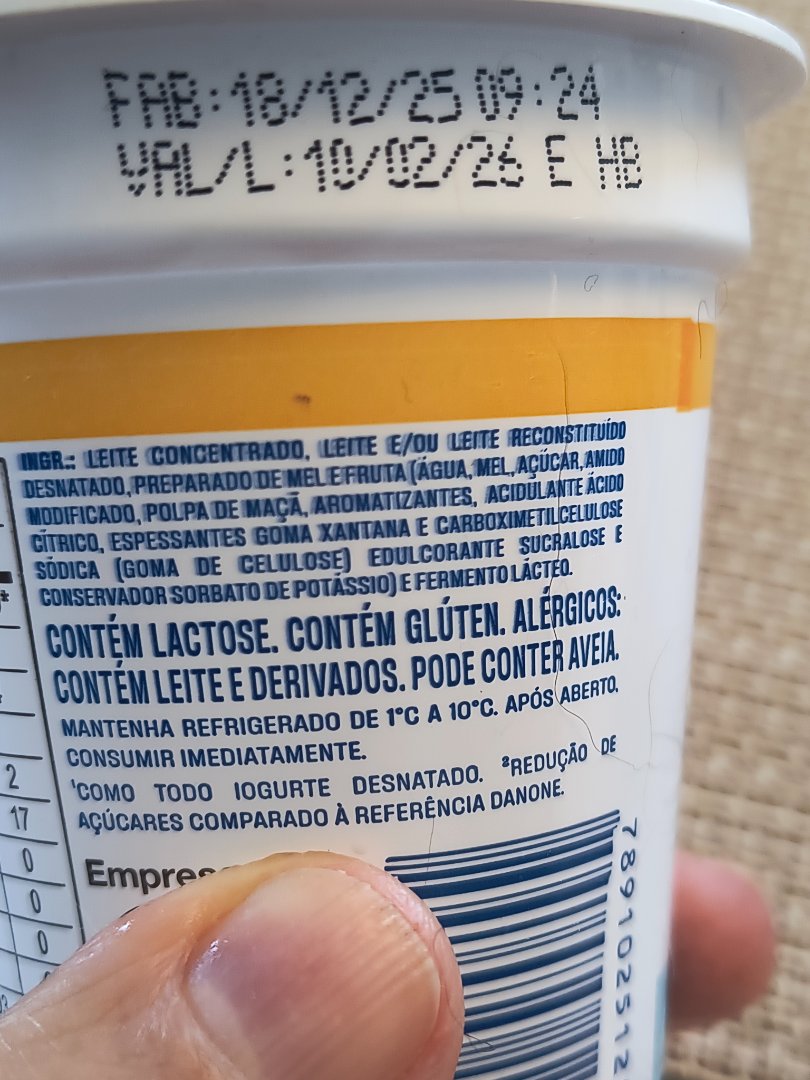 FAB:18/12/25 09:24
VAL/L:10/02/26 E HB
INGR.: LEITE CONCENTRADO, LEITE E/OU LEITE RECONSTITUÍDO
DESNATADO, PREPARADO DE MEL E FRUTA (ÁGUA, MEL, AÇÚCAR, AMIDO
MODIFICADO, POLPA DE MAÇÃ, AROMATIZANTES, ACIDULANTE ÁCIDO
CÍTRICO, ESPESSANTES GOMA XANTANA E CARBOXIMETILCELULOSE
SÓDICA (GOMA DE CELULOSE) EDULCORANTE SUCRALOSE E
CONSERVADOR SORBATO DE POTÁSSIO) E FERMENTO LÁCTEO.
CONTÉM LACTOSE. CONTÉM GLÚTEN. ALÉRGICOS:
CONTÉM LEITE E DERIVADOS. PODE CONTER AVEIA.
MANTENHA REFRIGERADO DE 1°C A 10°C. APÓS ABERTO,
CONSUMIR IMEDIATAMENTE.
¹COMO TODO IOGURTE DESNATADO. ²REDUÇÃO DE
AÇÚCARES COMPARADO À REFERÊNCIA DANONE.
2
17
0
0
0
Empres
789102512